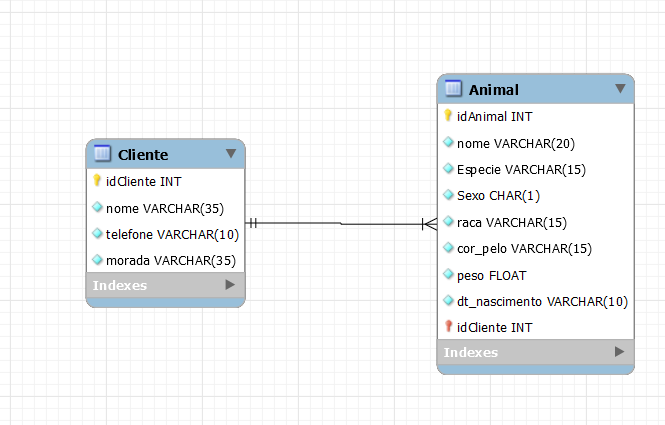 Cliente
idCliente INT
nome VARCHAR(35)
telefone VARCHAR(10)
morada VARCHAR(35)
Indexes
Animal
idAnimal INT
nome VARCHAR(20)
Especie VARCHAR(15)
Sexo CHAR(1)
raca VARCHAR(15)
cor_pelo VARCHAR(15)
peso FLOAT
dt_nascimento VARCHAR(10)
idCliente INT
Indexes